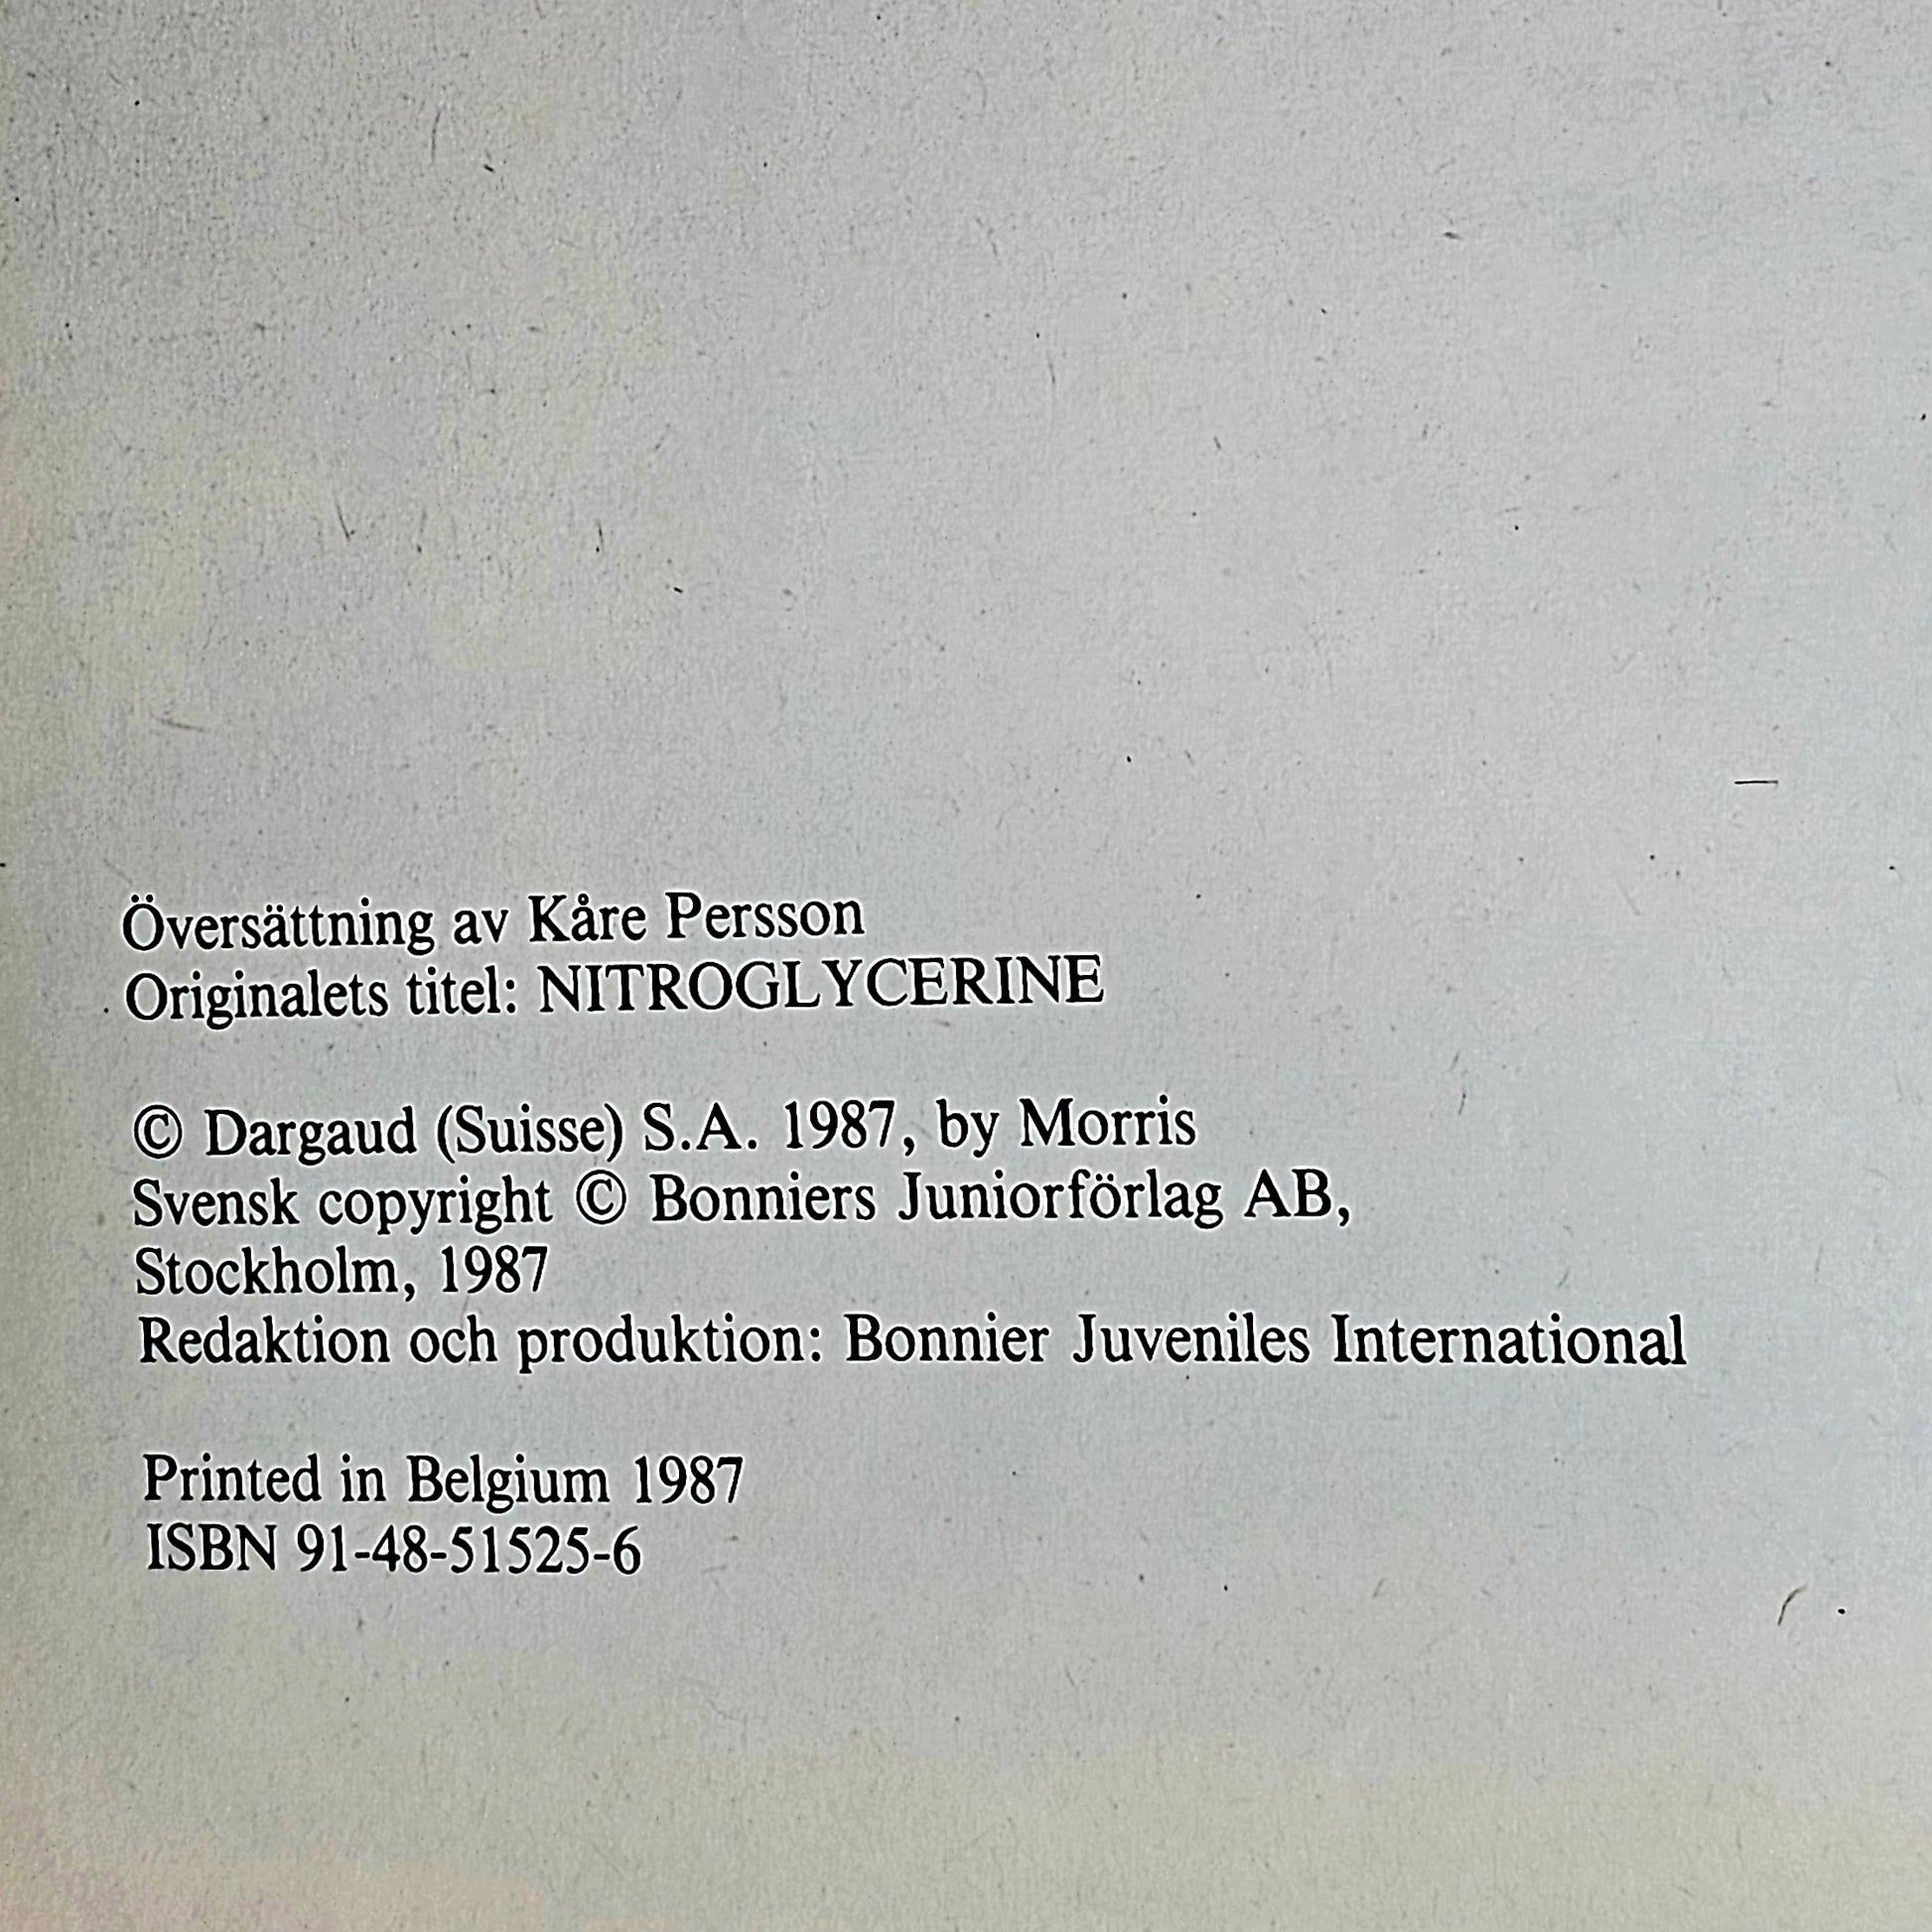 Översättning av Kåre Persson
Originalets titel: NITROGLYCERINE
© Dargaud (Suisse) S.A. 1987, by Morris
Svensk copyright © Bonniers Juniorförlag AB,
Stockholm, 1987
Redaktion och produktion: Bonnier Juveniles International
Printed in Belgium 1987
ISBN 91-48-51525-6